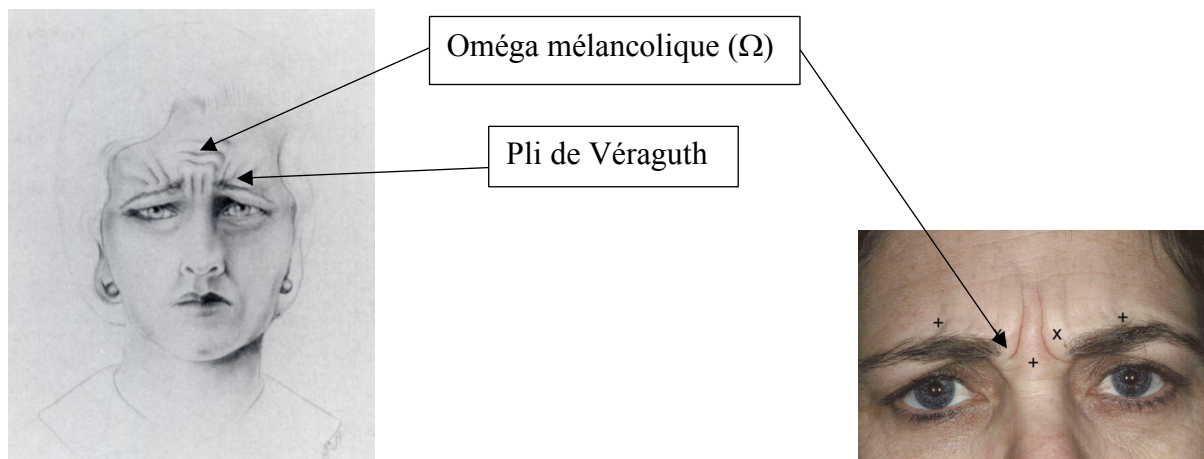 Oméga mélancolique (Ω)
Pli de Véraguth
+
+
x
+